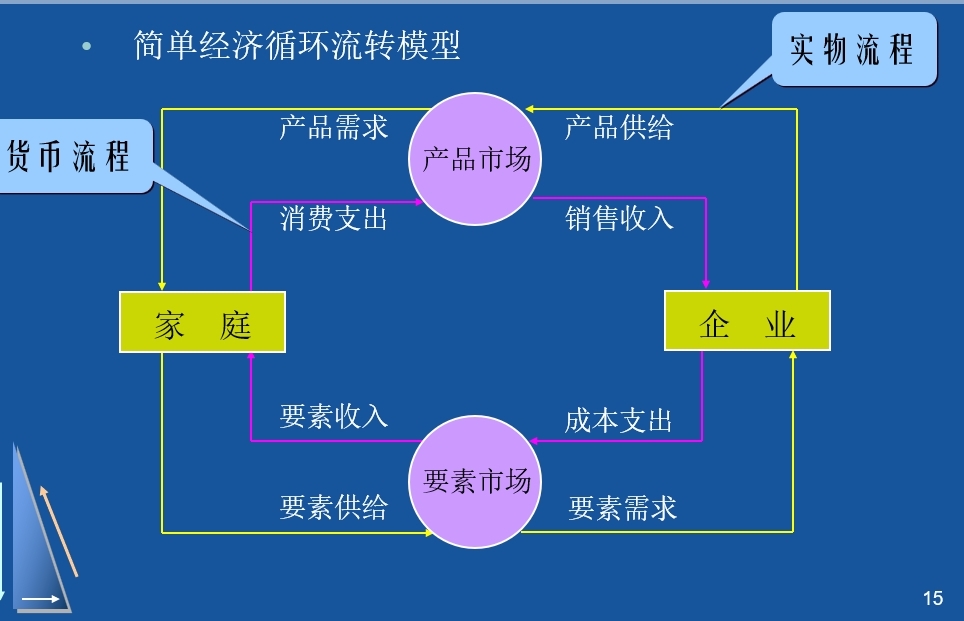 • 简单经济循环流转模型
实物流程
货币流程
产品需求
产品市场
产品供给
消费支出
销售收入
家 庭
企 业
要素收入
成本支出
要素市场
要素供给
要素需求
15